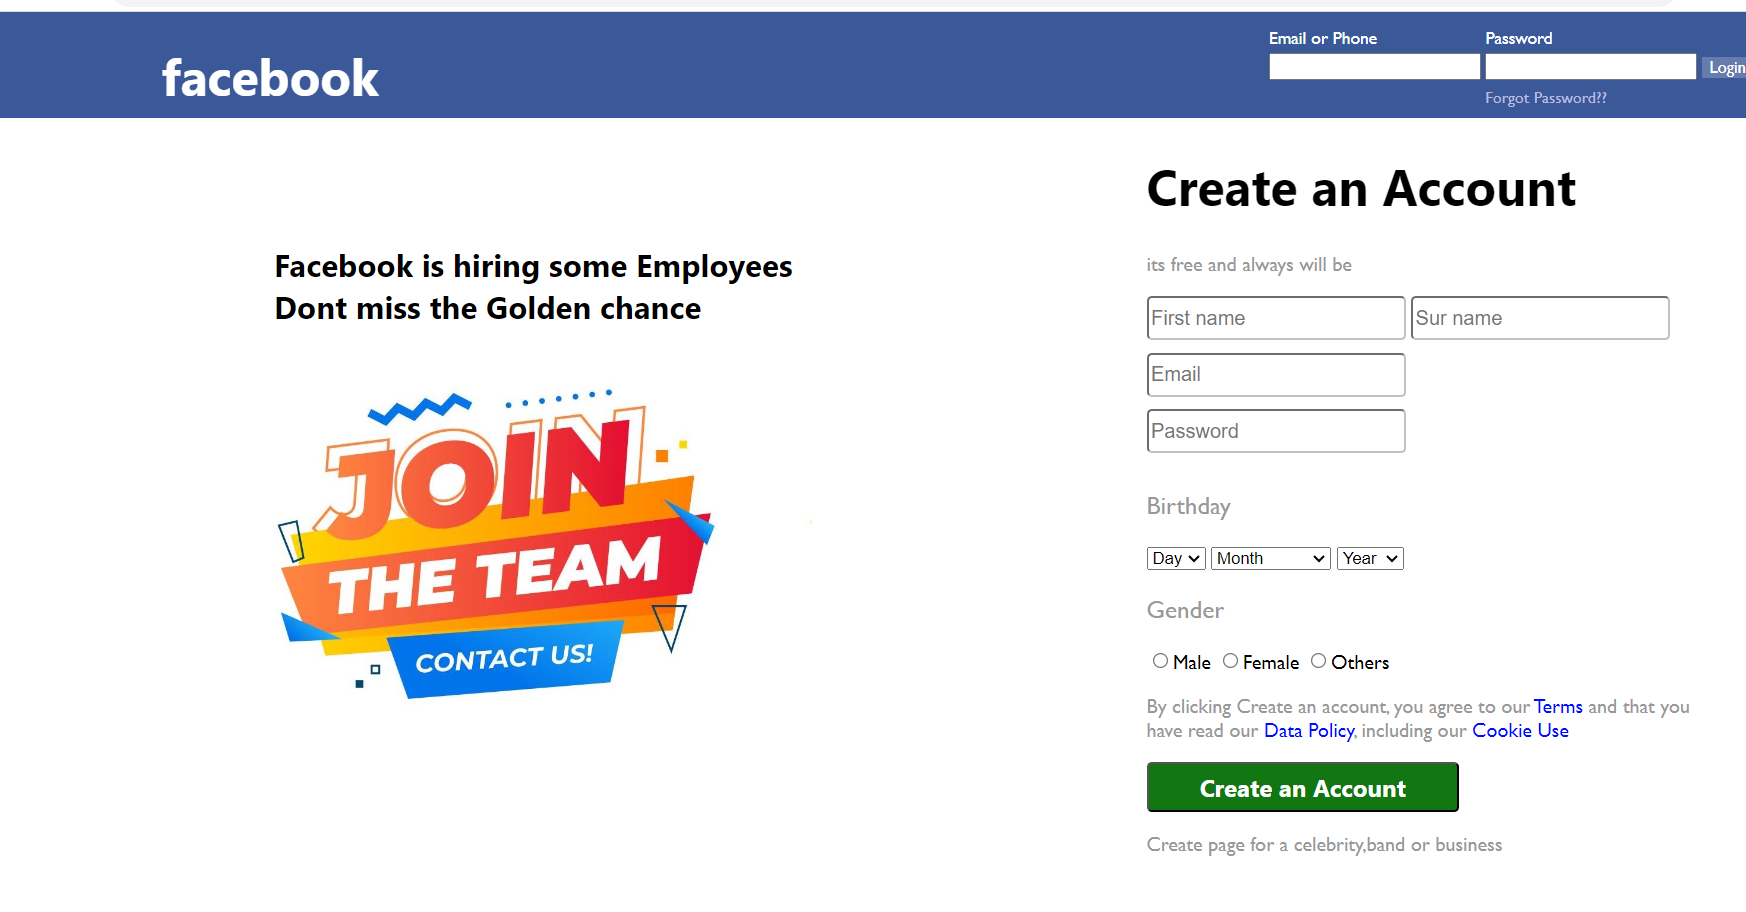 facebook
Email or Phone
Password
Login
Forgot Password??
Facebook is hiring some Employees
Dont miss the Golden chance
JOIN
THE TEAM
CONTACT US!
Create an Account
its free and always will be
First name
Sur name
Email
Password
Birthday
Day
Month
Year
Gender
Male
Female
Others
By clicking Create an account, you agree to our Terms and that you
have read our Data Policy, including our Cookie Use
Create an Account
Create page for a celebrity,band or business